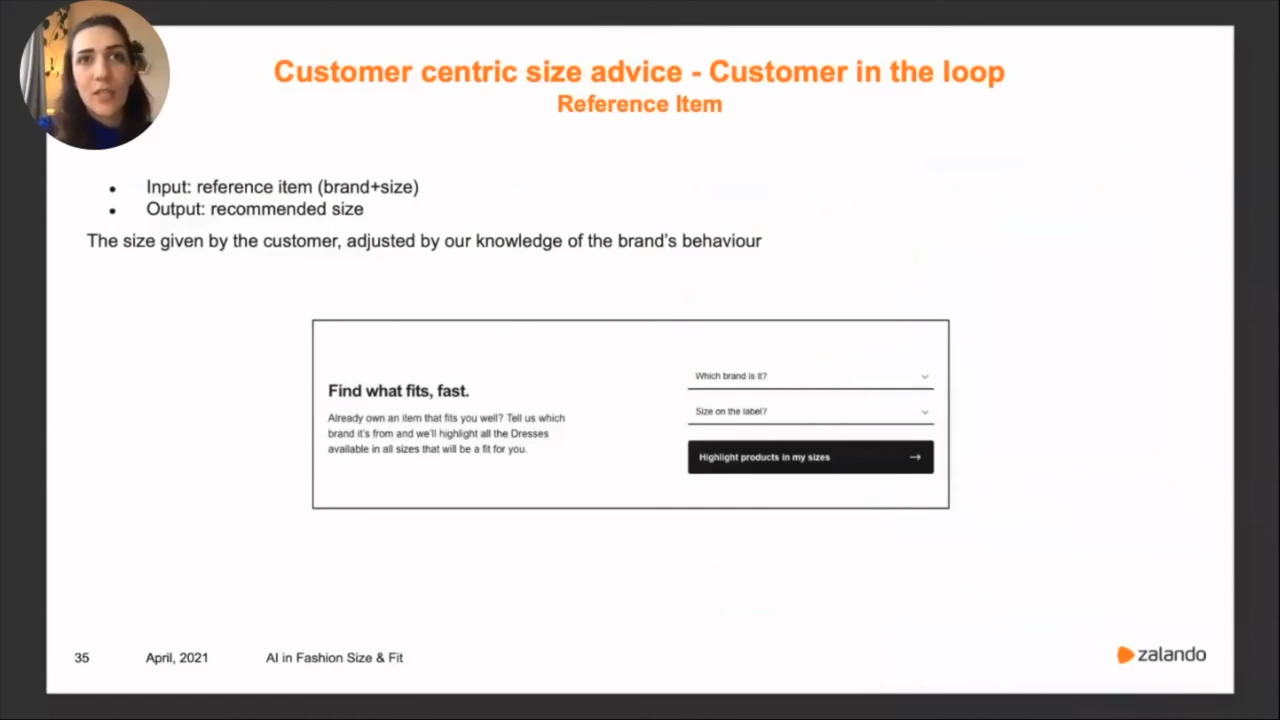 Customer centric size advice - Customer in the loop
Reference Item
• Input: reference item (brand+size)
• Output: recommended size
The size given by the customer, adjusted by our knowledge of the brand's behaviour
Find what fits, fast.
Already own an item that fits you well? Tell us which
brand it's from and we'll highlight all the Dresses
available in all sizes that will be a fit for you.
Which brand is it?
Size on the label?
Highlight products in my sizes →
35 April, 2021 AI in Fashion Size & Fit
zalando